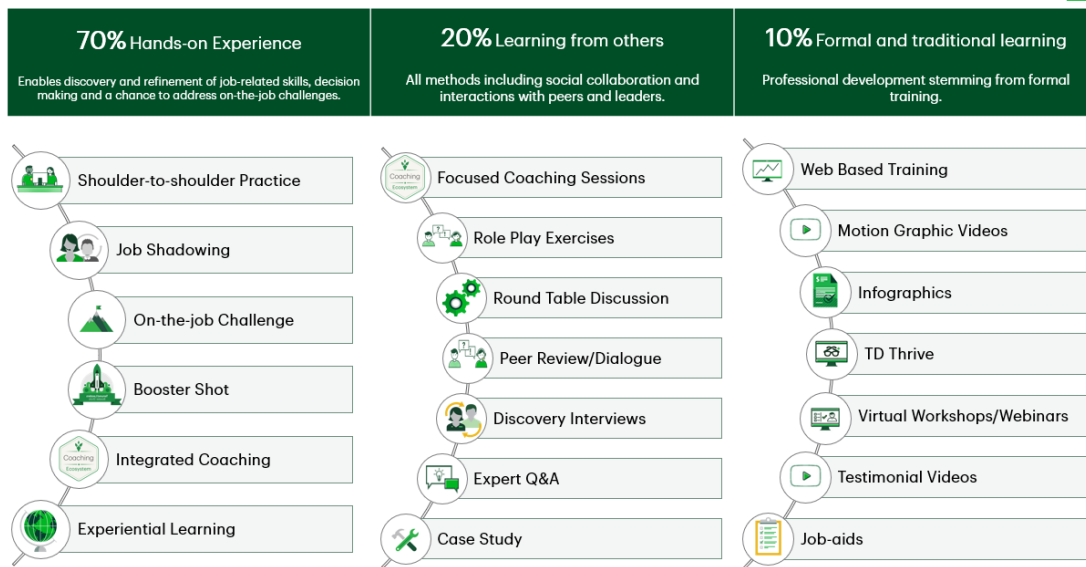 70% Hands-on Experience
Enables discovery and refinement of job-related skills, decision
making and a chance to address on-the-job challenges.
Shoulder-to-shoulder Practice
Job Shadowing
On-the-job Challenge
Booster Shot
Coaching
Ecosystem
Integrated Coaching
Experiential Learning
20% Learning from others
All methods including social collaboration and
interactions with peers and leaders.
Coaching
Ecosystem
Focused Coaching Sessions
Role Play Exercises
Round Table Discussion
Peer Review/Dialogue
Discovery Interviews
Expert Q&A
Case Study
10% Formal and traditional learning
Professional development stemming from formal
training.
Web Based Training
Motion Graphic Videos
Infographics
TD Thrive
Virtual Workshops/Webinars
Testimonial Videos
Job-aids